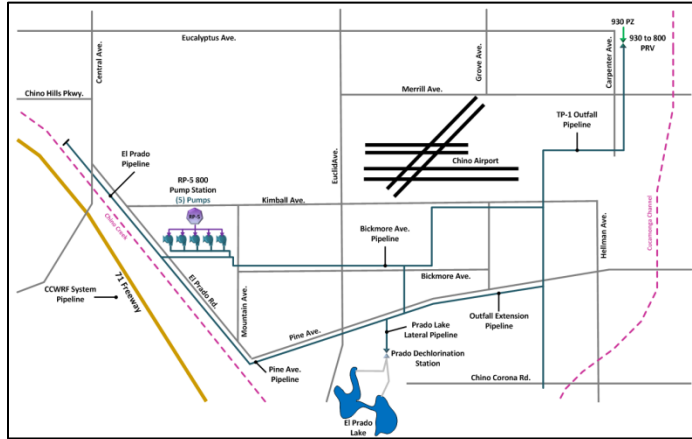 930 PZ
Eucalyptus Ave.
930 to 800
PRV
Central Ave.
Grove Ave.
Carpenter Ave.
Chino Hills Pkwy.
Merrill Ave.
TP-1 Outfall
Pipeline
El Prado
Pipeline
EuclidAve.
Chino Airport
RP-5 800
Pump Station
(5) Pumps
Kimball Ave.
RP-5
Chino Creek
Cucamonga Channel
Hellman Ave.
Bickmore Ave.
Pipeline
El Prado Rd.
Bickmore Ave.
CCWRF System
Pipeline
71 Freeway
Mountain Ave.
Outfall Extension
Pipeline
Pine Ave.
Prado Lake
Lateral Pipeline
Prado Dechlorination
Station
Pine Ave.
Pipeline
Chino Corona Rd.
El Prado
Lake